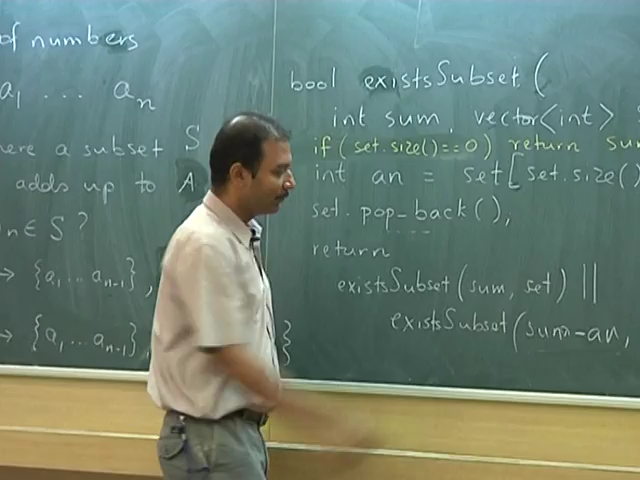 of numbers
a1 ... an
here a subset S
adds up to A
n ∈ S ?
→ {a1 ... an-1},
→ {a1 ... an-1},
}
bool existsSubset (
int sum, vector<int>
if (set.size()==0) return sum
int an = set[set.size()
set.pop_back();
return
existsSubset(sum, set) ||
existsSubset(sum-an,